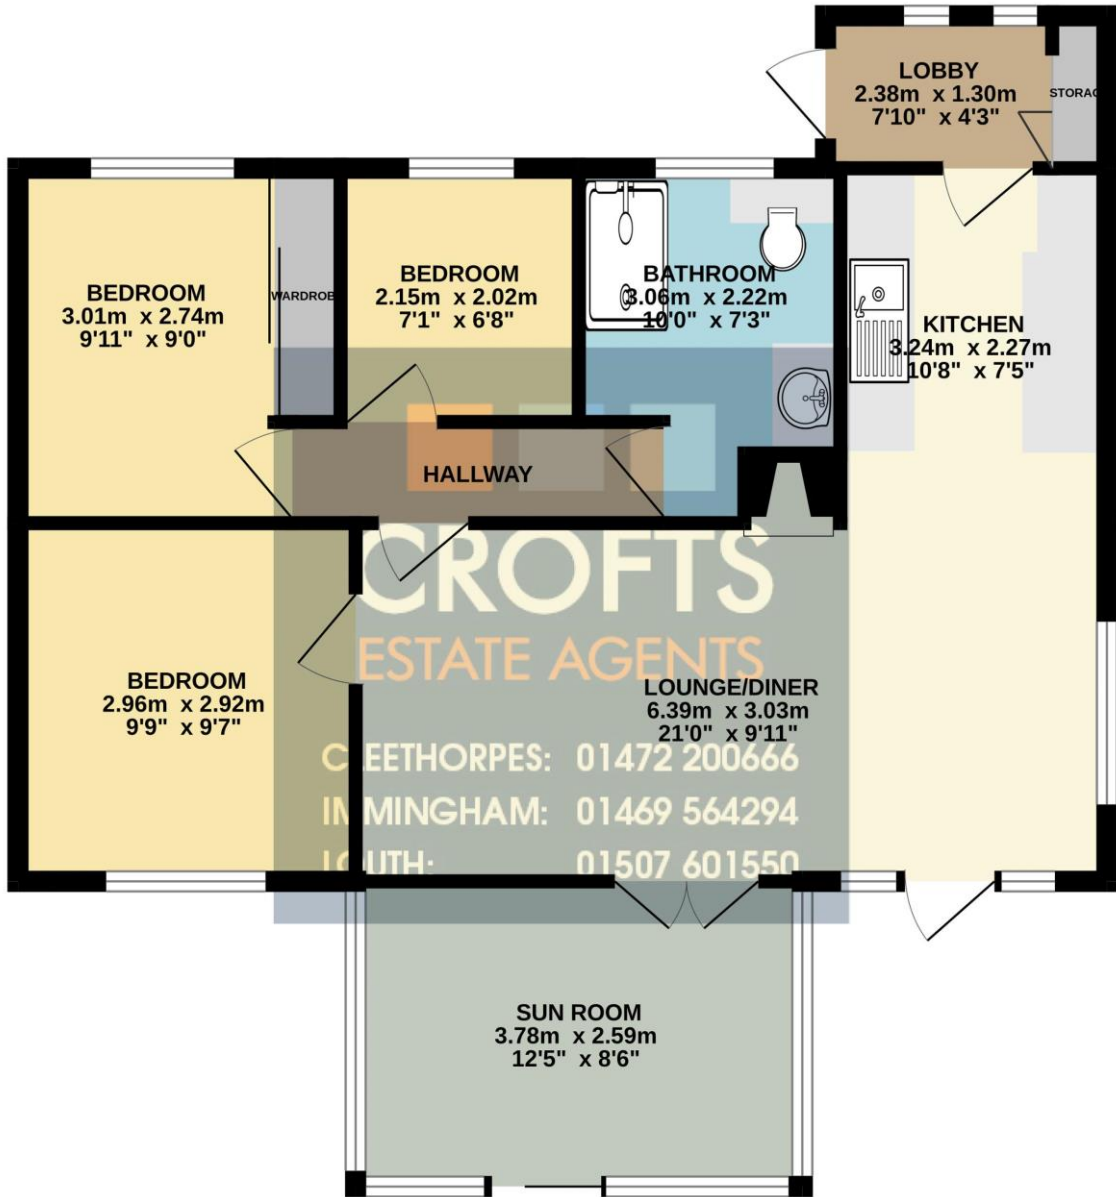 LOBBY
2.38m x 1.30m
7'10" x 4'3"
STORAG
BEDROOM
3.01m x 2.74m
9'11" x 9'0"
WARDROB
BEDROOM
2.15m x 2.02m
7'1" x 6'8"
BATHROOM
3.06m x 2.22m
10'0" x 7'3"
KITCHEN
3.24m x 2.27m
10'8" x 7'5"
HALLWAY
CROFTS
ESTATE AGENTS
BEDROOM
2.96m x 2.92m
9'9" x 9'7"
LOUNGE/DINER
6.39m x 3.03m
21'0" x 9'11"
CLEETHORPES: 01472 200666
IMMINGHAM: 01469 564294
LOUTH: 01507 601550
SUN ROOM
3.78m x 2.59m
12'5" x 8'6"